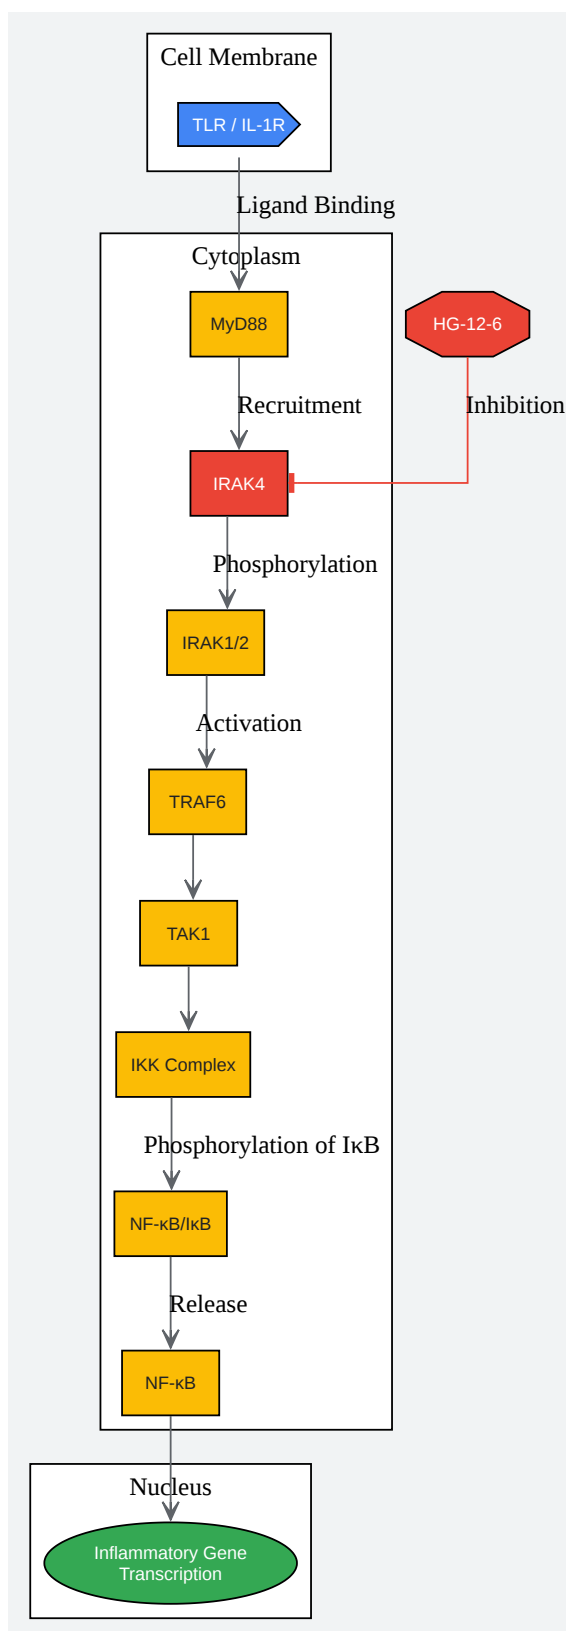 Cell Membrane
TLR / IL-1R
Ligand Binding
Cytoplasm
MyD88
HG-12-6
Recruitment
Inhibition
IRAK4
Phosphorylation
IRAK1/2
Activation
TRAF6
TAK1
IKK Complex
Phosphorylation of IκB
NF-κB/IκB
Release
NF-κB
Nucleus
Inflammatory Gene
Transcription